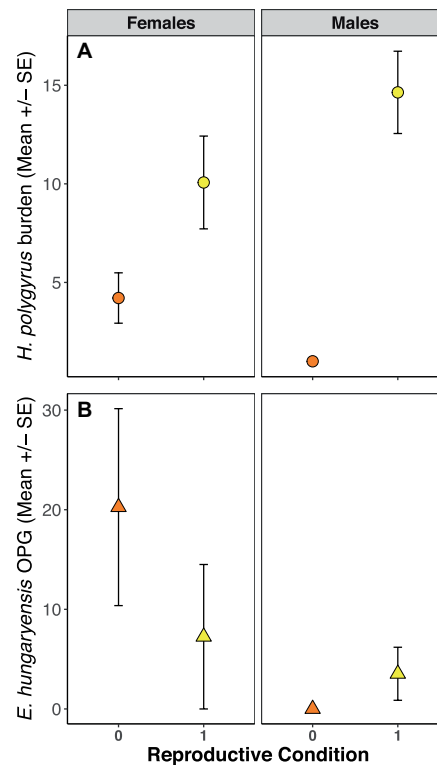 Females Males
A
H. polygyrus burden (Mean +/− SE)
15
10
5
B
E. hungaryensis OPG (Mean +/− SE)
30
20
10
0
0 1 0 1
Reproductive Condition